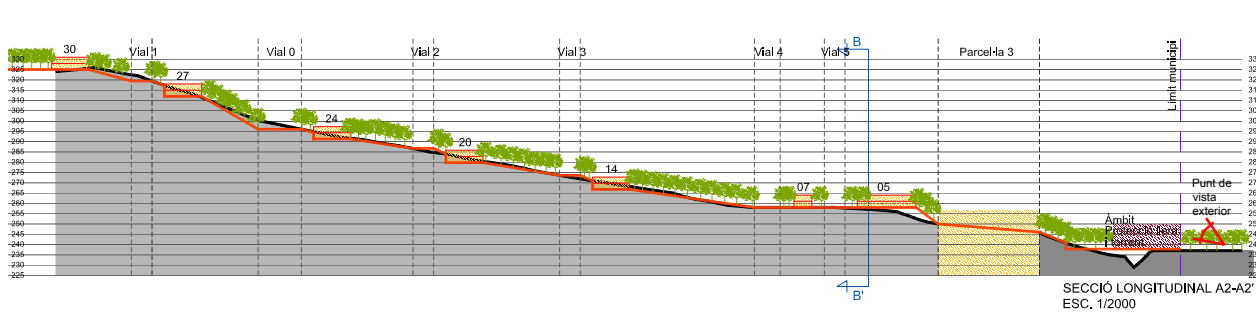 30
Vial 1
27
Vial 0
24
Vial 2
20
Vial 3
14
Vial 4
07
Vial 5
B
05
Parcel·la 3
Límit municipi
330
325
320
315
310
305
300
295
290
285
280
275
270
265
260
255
250
245
240
235
230
225
Punt de
vista
exterior
Àmbit
Protecció llera
i torrent
B'
SECCIÓ LONGITUDINAL A2-A2'
ESC. 1/2000